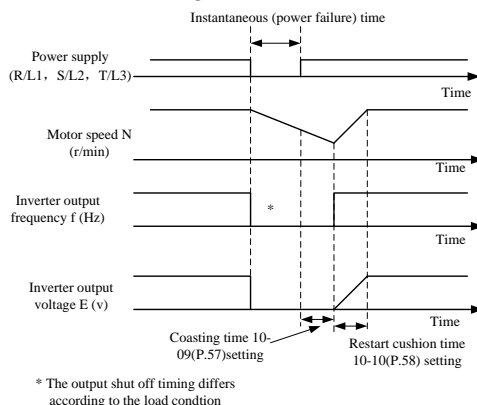 Instantaneous (power failure) time
Power supply
(R/L1, S/L2, T/L3)
Time
Motor speed N
(r/min)
Time
Inverter output
frequency f (Hz)
*
Time
Inverter output
voltage E (v)
Time
Coasting time 10-
09(P.57)setting
Restart cushion time
10-10(P.58) setting
* The output shut off timing differs
according to the load condtion